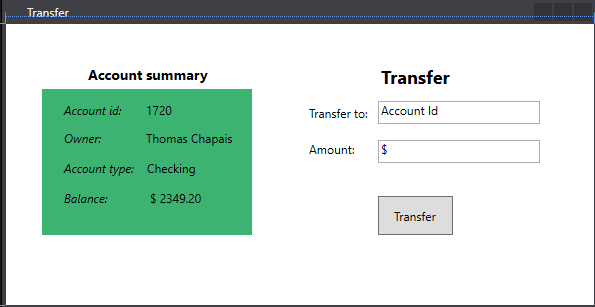 Transfer
Account summary
Account id: 1720
Owner: Thomas Chapais
Account type: Checking
Balance: $ 2349.20
Transfer
Transfer to: Account Id
Amount: $
Transfer